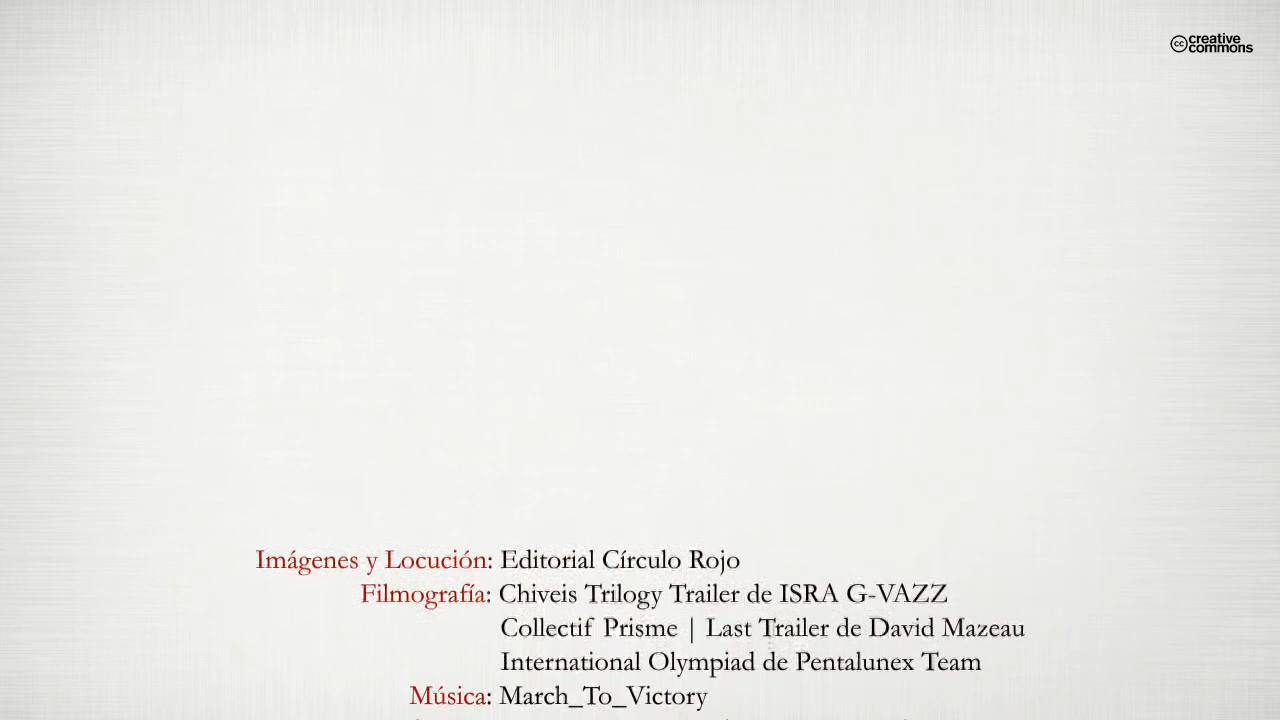 creative
commons
Imágenes y Locución: Editorial Círculo Rojo
Filmografía: Chiveis Trilogy Trailer de ISRA G-VAZZ
Collectif Prisme | Last Trailer de David Mazeau
International Olympiad de Pentalunex Team
Música: March_To_Victory